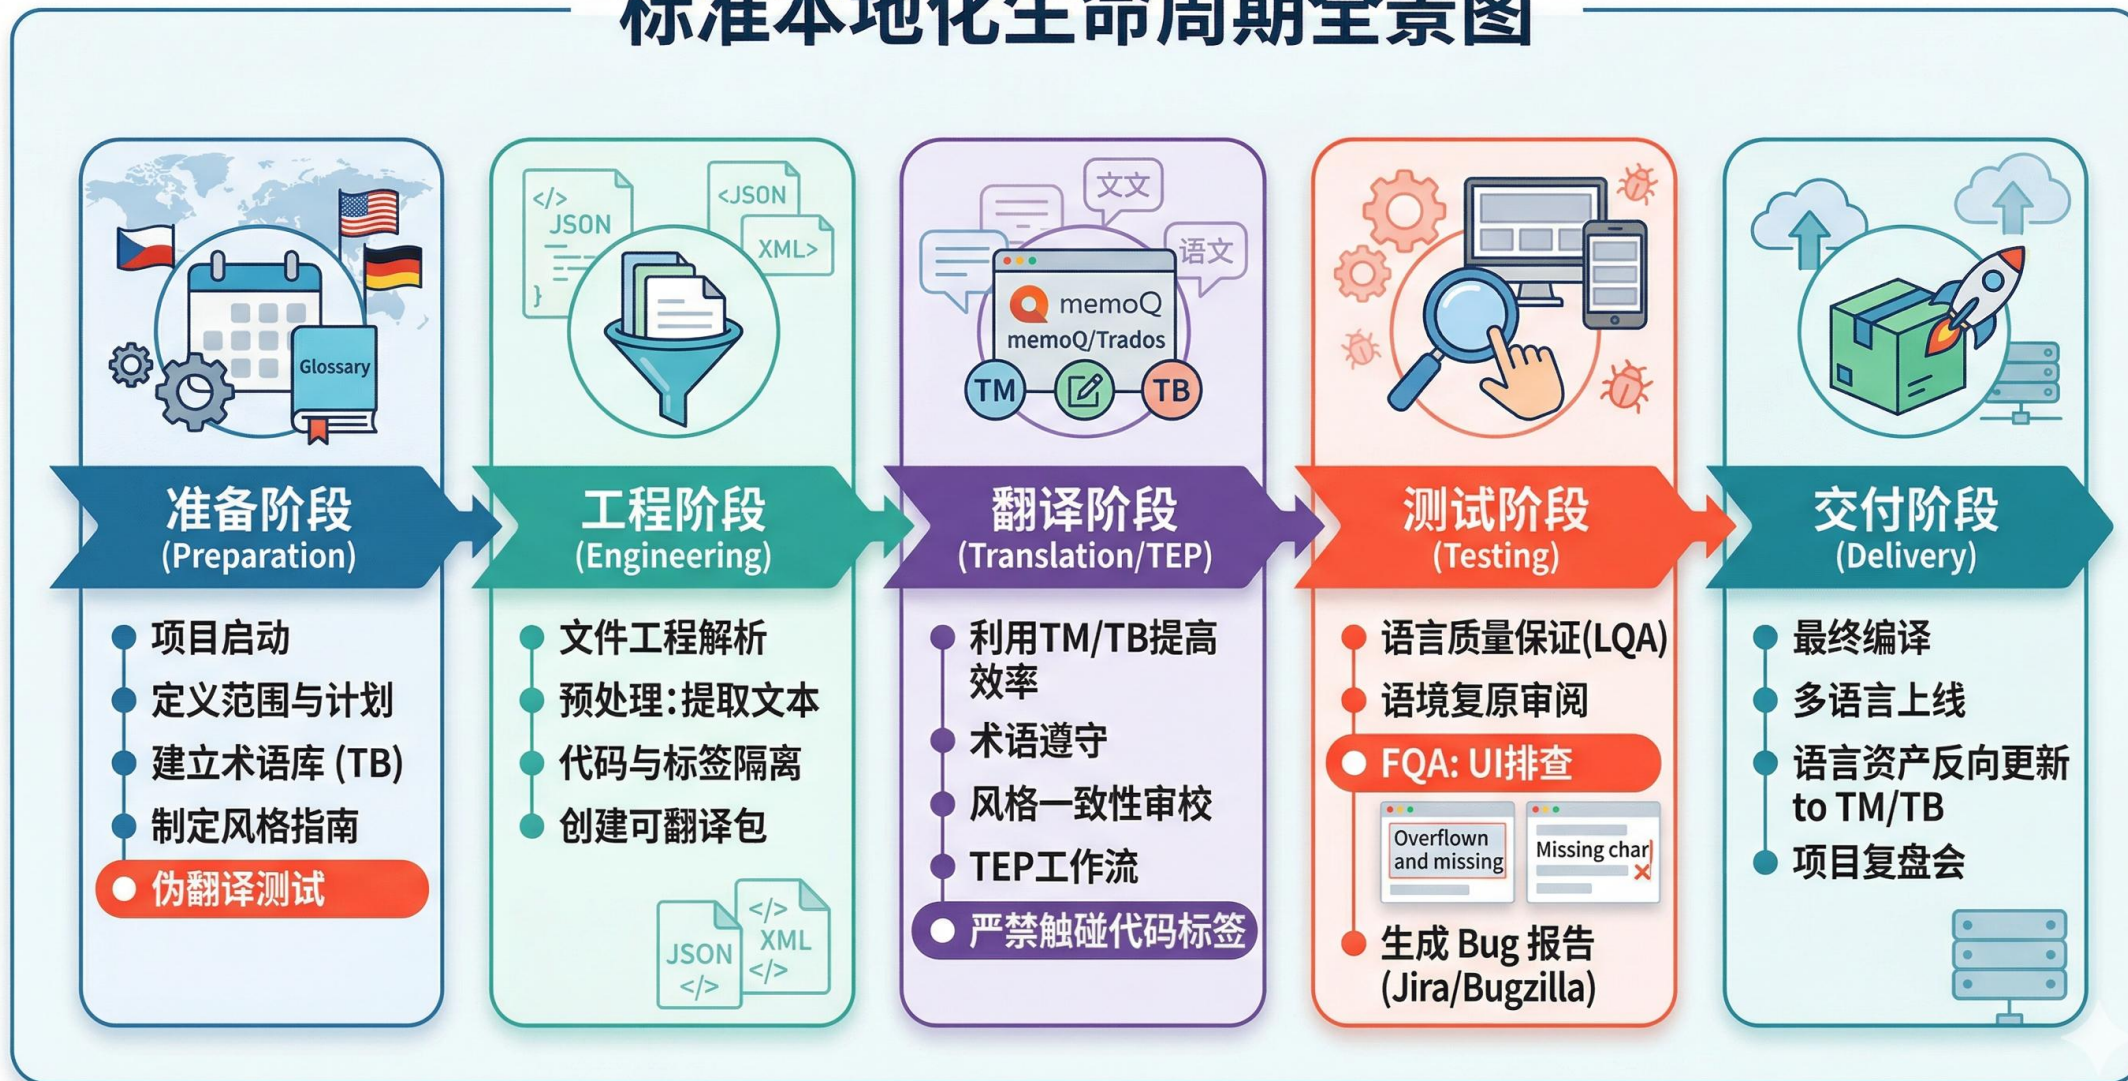 标准本地化生命周期全景图
Glossary
准备阶段
(Preparation)
项目启动
定义范围与计划
建立术语库 (TB)
制定风格指南
伪翻译测试
</>
JSON
}
<JSON
XML>
工程阶段
(Engineering)
文件工程解析
预处理:提取文本
代码与标签隔离
创建可翻译包
JSON
</>
</>
XML
</>
文文
语文
memoQ
memoQ/Trados
TM
TB
翻译阶段
(Translation/TEP)
利用TM/TB提高
效率
术语遵守
风格一致性审校
TEP工作流
严禁触碰代码标签
测试阶段
(Testing)
语言质量保证(LQA)
语境复原审阅
FQA: UI排查
Overflown
and missing
Missing char
生成 Bug 报告
(Jira/Bugzilla)
交付阶段
(Delivery)
最终编译
多语言上线
语言资产反向更新
to TM/TB
项目复盘会